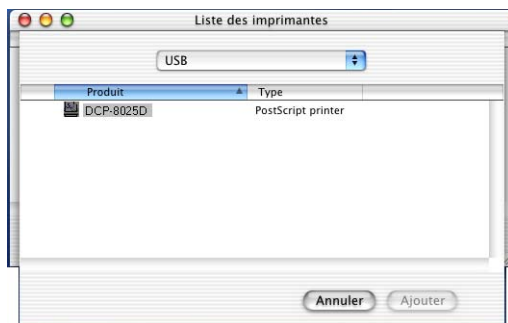 Liste des imprimantes
USB
Produit Type
DCP-8025D PostScript printer
Annuler Ajouter